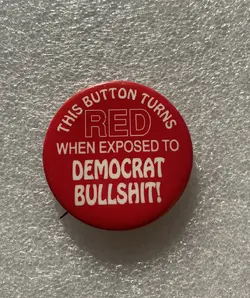 THIS BUTTON TURNS
RED
WHEN EXPOSED TO
DEMOCRAT
BULLSHIT!